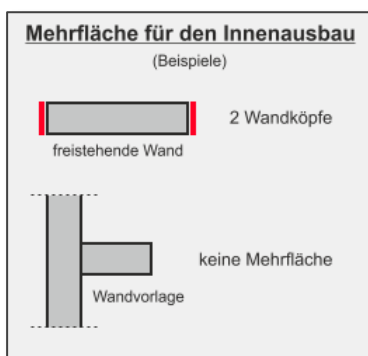 Mehrfläche für den Innenausbau
(Beispiele)
2 Wandköpfe
freistehende Wand
keine Mehrfläche
Wandvorlage